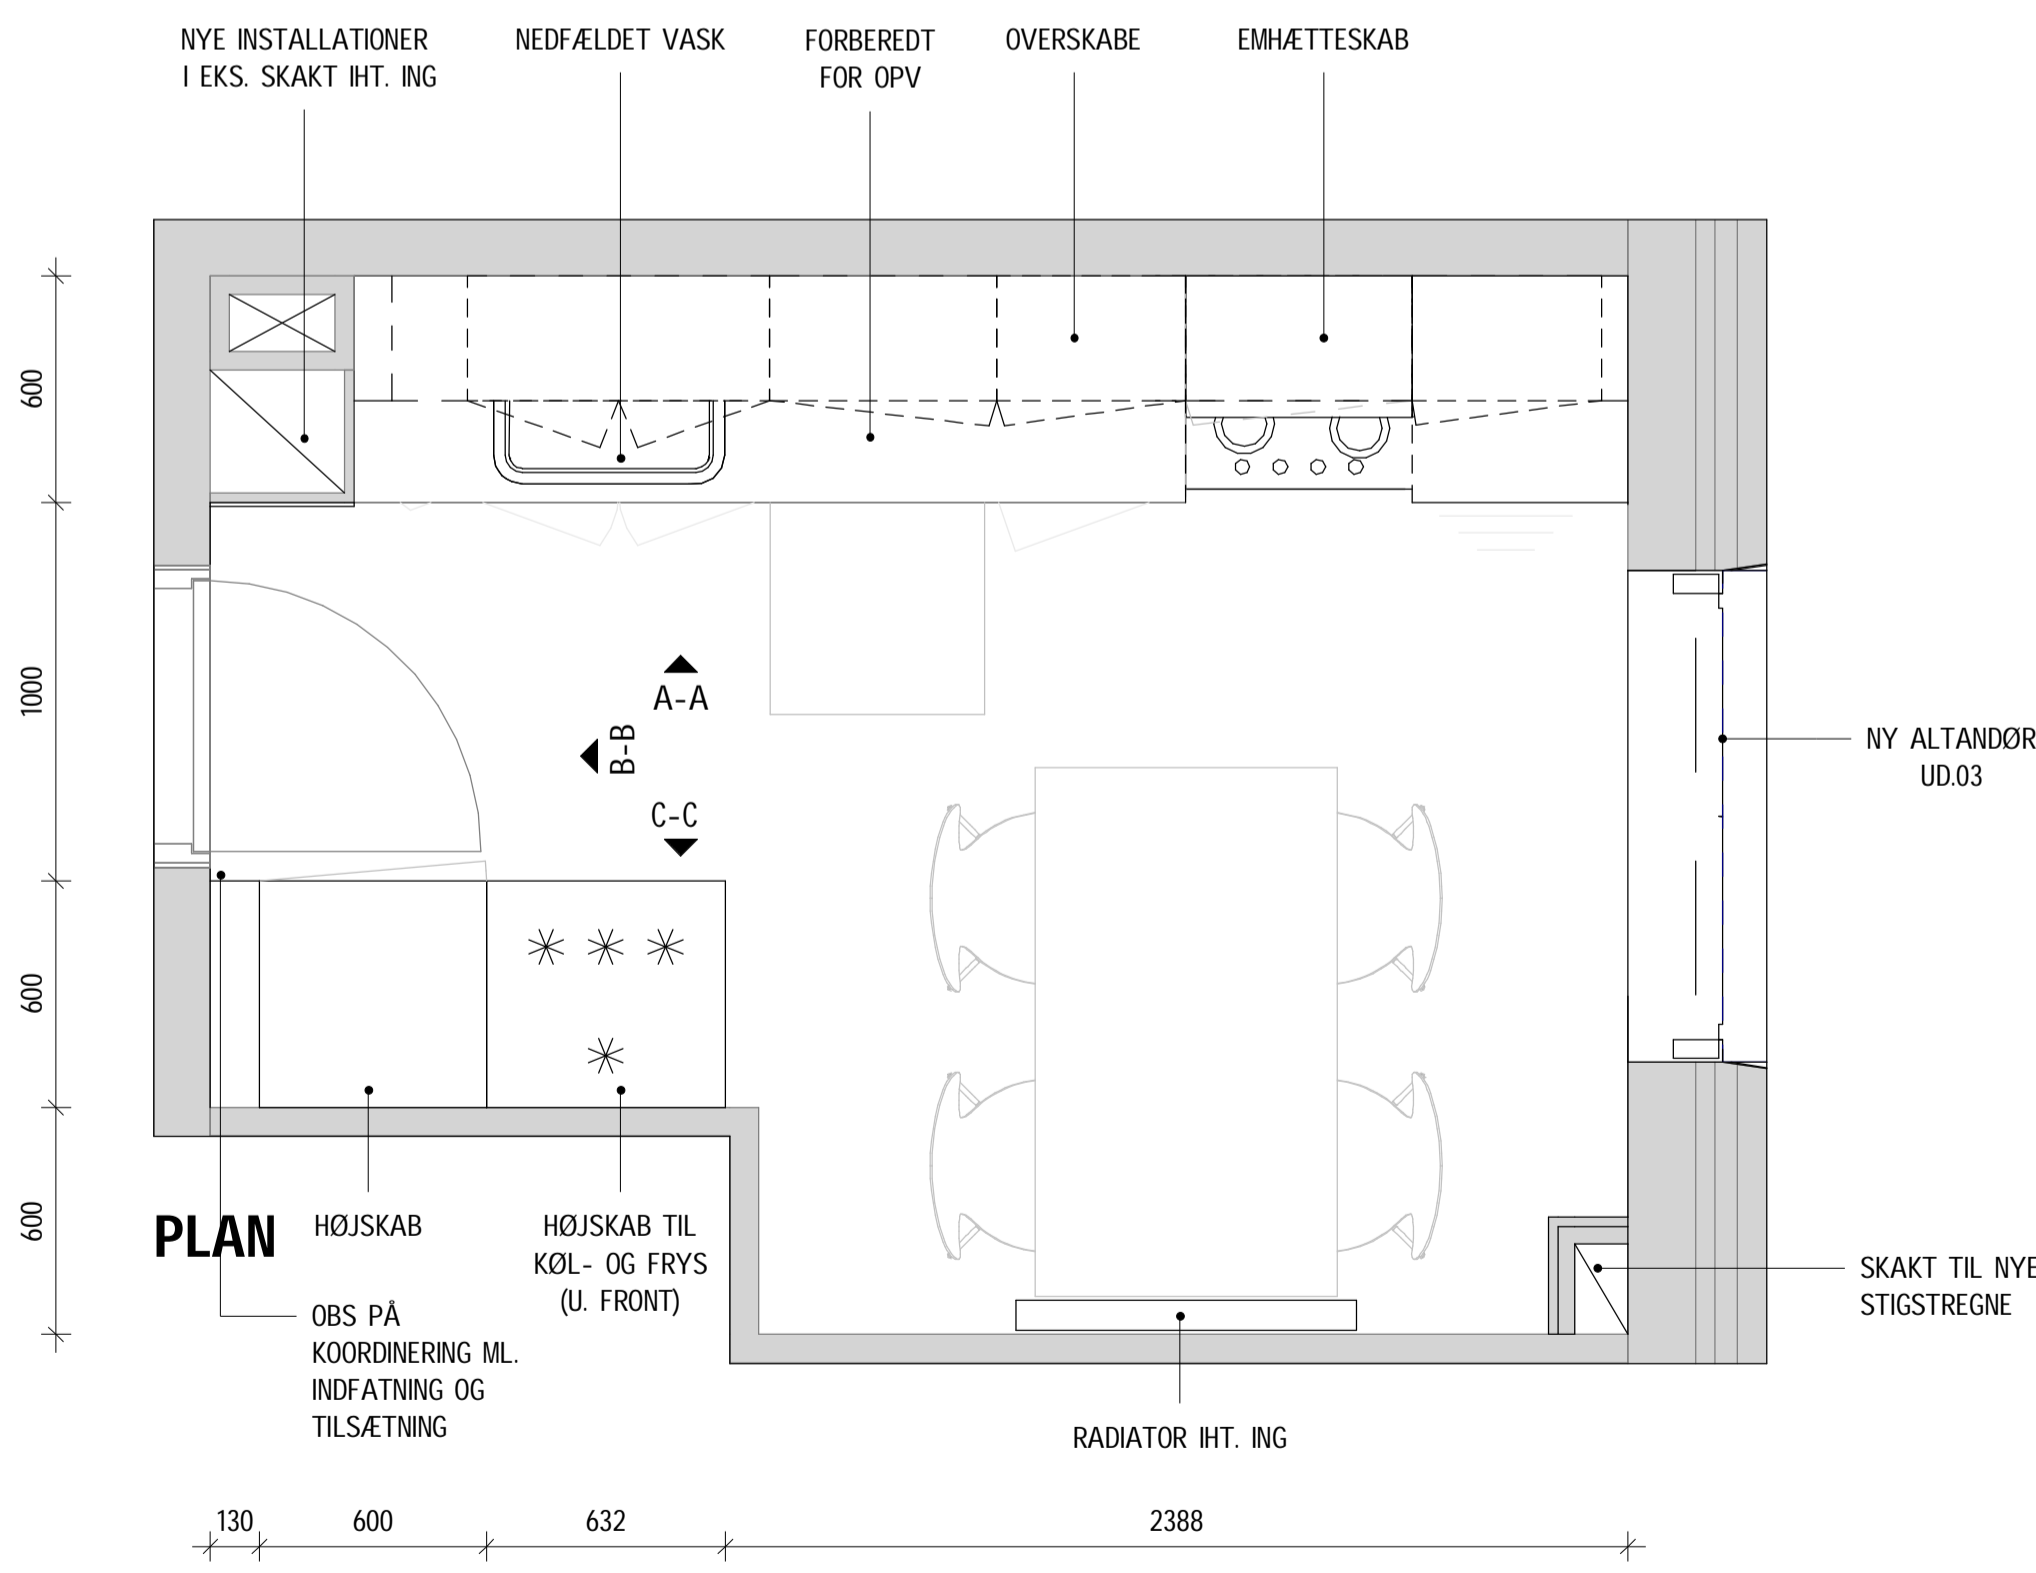 NYE INSTALLATIONER
I EKS. SKAKT IHT. ING
NEDFÆLDET VASK
FORBEREDT
FOR OPV
OVERSKABE
EMHÆTTESKAB
600
1000
600
600
A-A
B-B
C-C
NY ALTANDØR
UD.03
PLAN
HØJSKAB
HØJSKAB TIL
KØL- OG FRYS
(U. FRONT)
OBS PÅ
KOORDINERING ML.
INDFATNING OG
TILSÆTNING
SKAKT TIL NYE
STIGSTREGNE
RADIATOR IHT. ING
130
600
632
2388